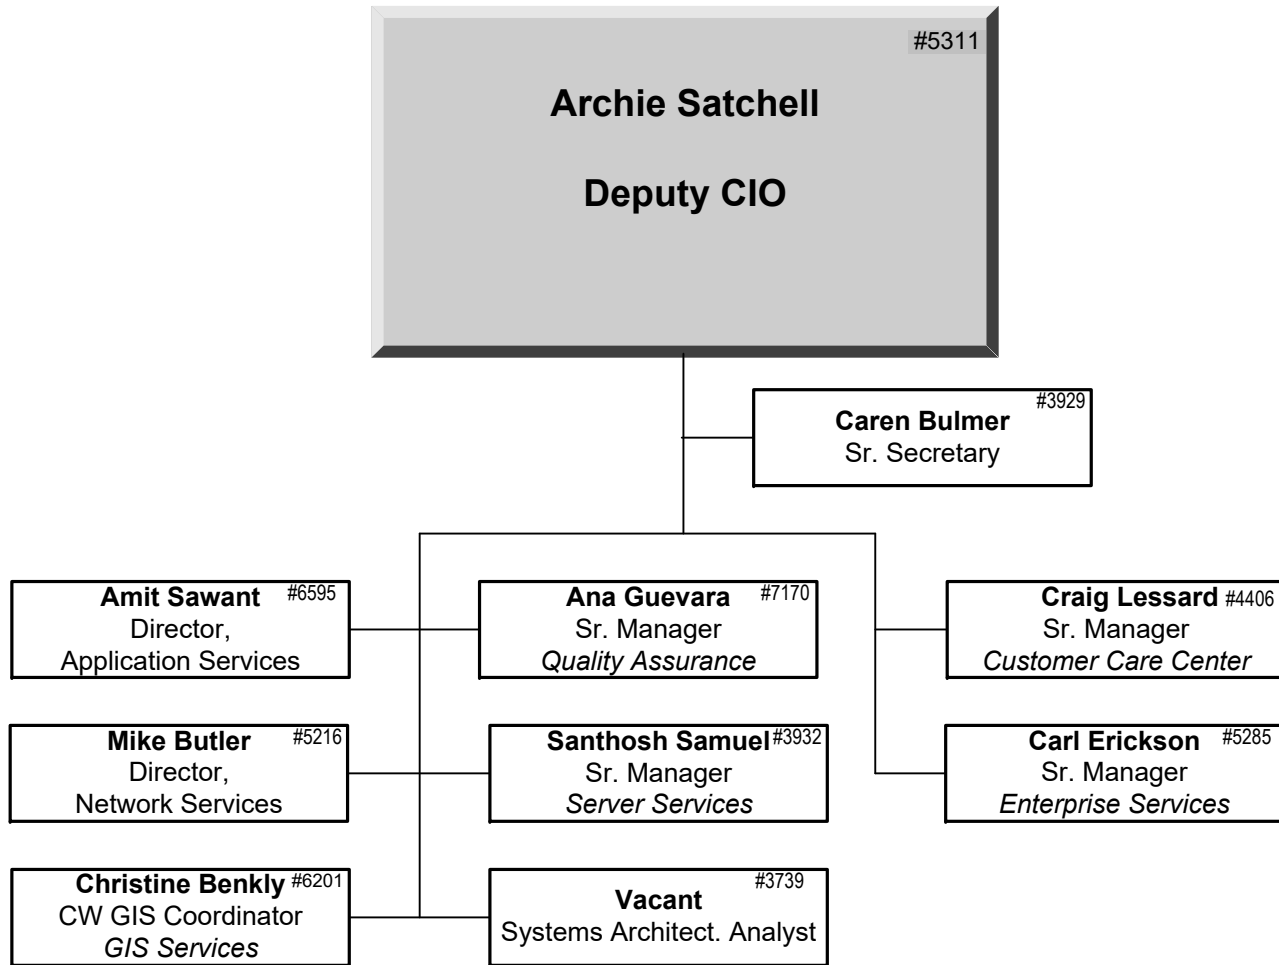 #5311
Archie Satchell
Deputy CIO
#3929
Caren Bulmer
Sr. Secretary
Amit Sawant #6595
Director,
Application Services
Ana Guevara #7170
Sr. Manager
Quality Assurance
Craig Lessard #4406
Sr. Manager
Customer Care Center
Mike Butler #5216
Director,
Network Services
Santhosh Samuel #3932
Sr. Manager
Server Services
Carl Erickson #5285
Sr. Manager
Enterprise Services
Christine Benkly #6201
CW GIS Coordinator
GIS Services
#3739
Vacant
Systems Architect. Analyst